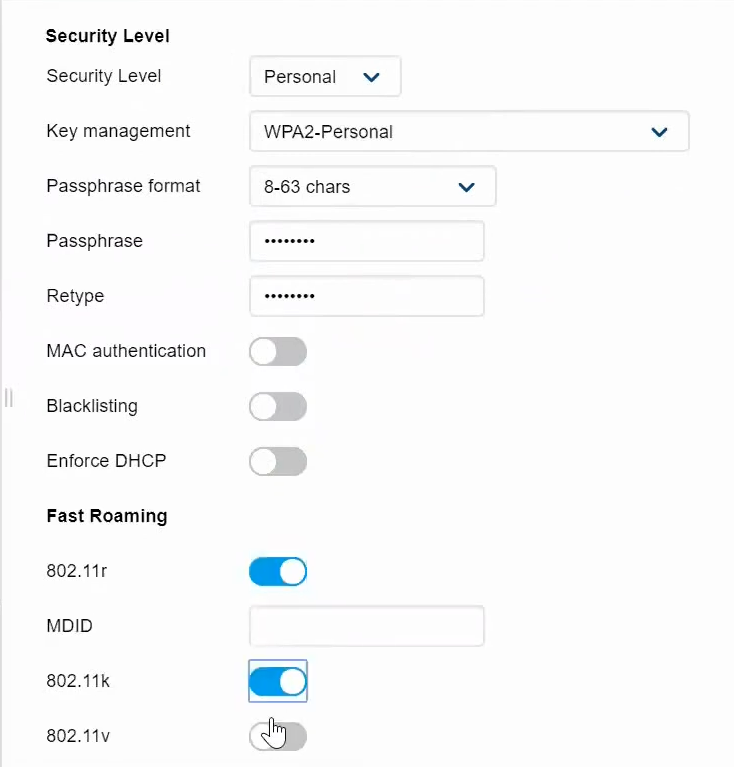 Security Level
Security Level Personal
Key management WPA2-Personal
Passphrase format 8-63 chars
Passphrase ••••••••
Retype ••••••••
MAC authentication
Blacklisting
Enforce DHCP
Fast Roaming
802.11r
MDID
802.11k
802.11v